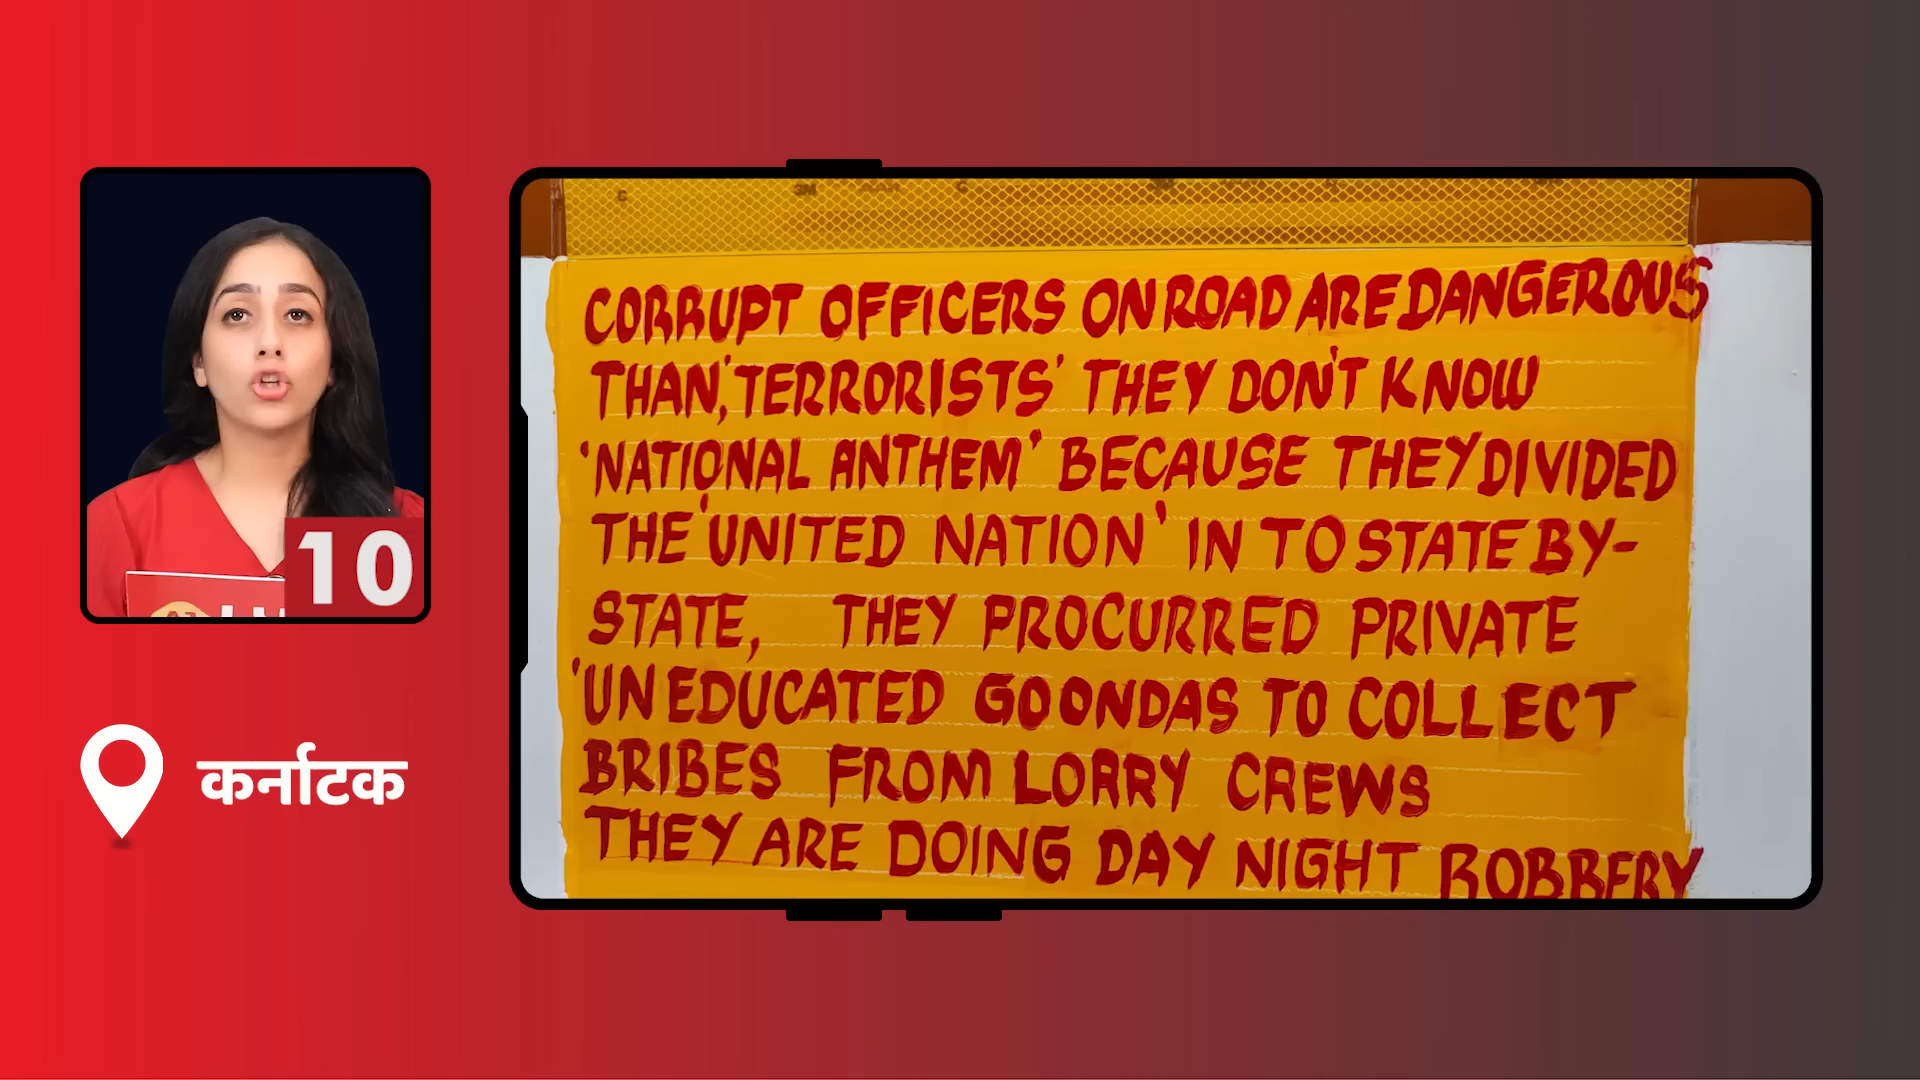 CORRUPT OFFICERS ON ROAD ARE DANGEROUS
THAN, 'TERRORISTS' THEY DON'T KNOW
'NATIONAL ANTHEM' BECAUSE THEY DIVIDED
THE 'UNITED NATION' IN TO STATE BY-
STATE, THEY PROCURRED PRIVATE
'UNEDUCATED GOONDAS TO COLLECT
BRIBES FROM LORRY CREWS
THEY ARE DOING DAY NIGHT ROBBERY
10
कर्नाटक